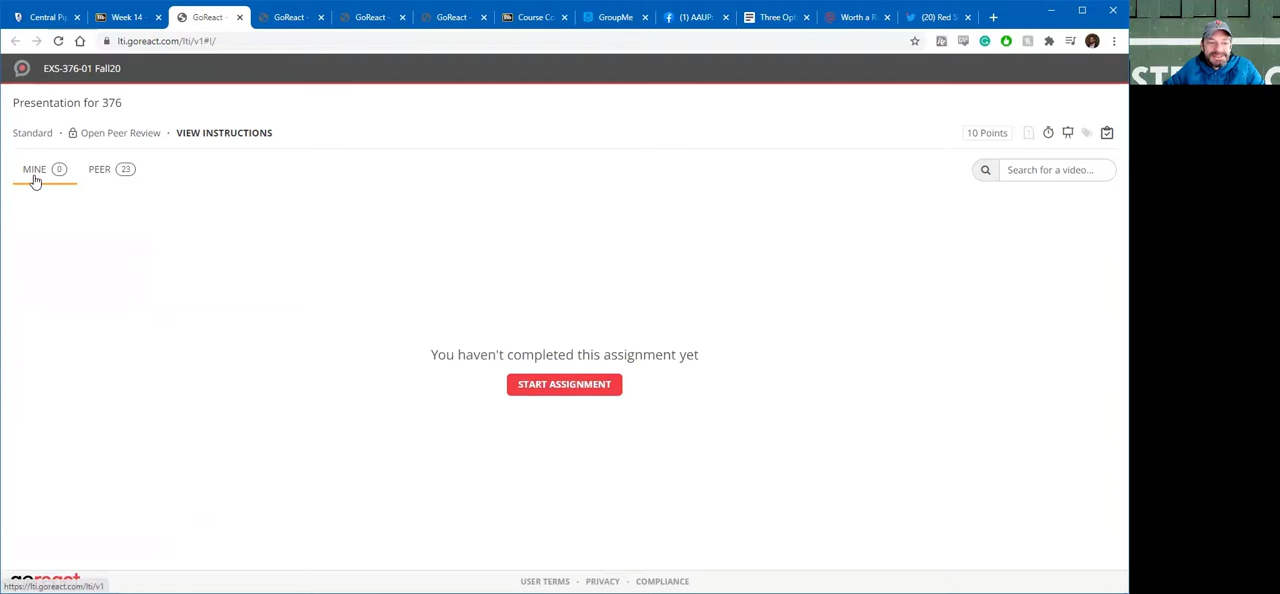 Central Pi
Week 14
GoReact -
GoReact -
GoReact -
GoReact -
Course Co
GroupMe
(1) AAUP
Three Op
Worth a R
(20) Red S
lti.goreact.com/lti/v1#!/
EXS-376-01 Fall20
Presentation for 376
Standard · Open Peer Review · VIEW INSTRUCTIONS
10 Points
MINE 0 PEER 23
Search for a video...
You haven't completed this assignment yet
START ASSIGNMENT
goreact
https://lti.goreact.com/lti/v1
USER TERMS · PRIVACY · COMPLIANCE